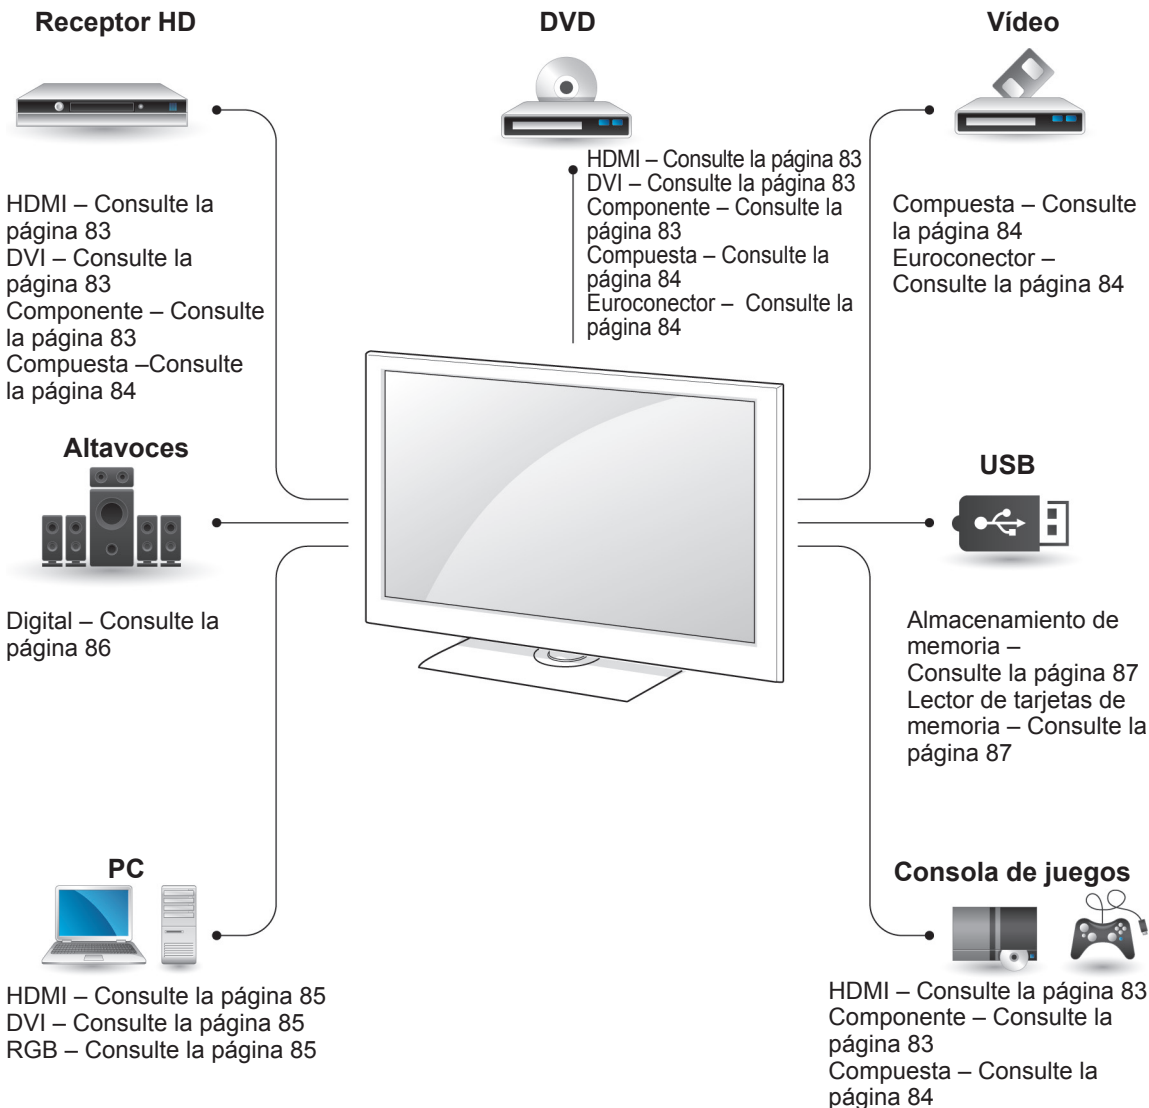 Receptor HD
HDMI – Consulte la
página 83
DVI – Consulte la
página 83
Componente – Consulte
la página 83
Compuesta –Consulte
la página 84
DVD
HDMI – Consulte la página 83
DVI – Consulte la página 83
Componente – Consulte la
página 83
Compuesta – Consulte la
página 84
Euroconector – Consulte la
página 84
Vídeo
Compuesta – Consulte
la página 84
Euroconector –
Consulte la página 84
Altavoces
Digital – Consulte la
página 86
USB
Almacenamiento de
memoria –
Consulte la página 87
Lector de tarjetas de
memoria – Consulte la
página 87
PC
HDMI – Consulte la página 85
DVI – Consulte la página 85
RGB – Consulte la página 85
Consola de juegos
HDMI – Consulte la página 83
Componente – Consulte la
página 83
Compuesta – Consulte la
página 84